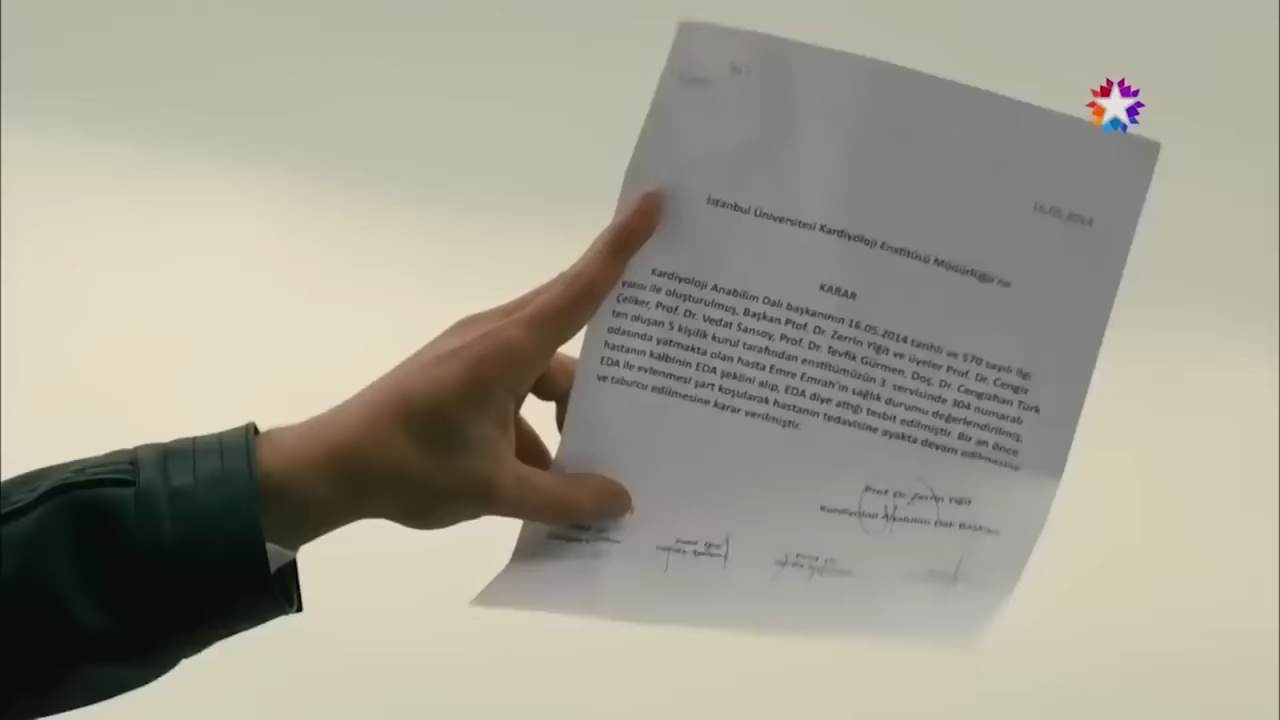 16.05.2014
İstanbul Üniversitesi Kardiyoloji Enstitüsü Müdürlüğü'ne
KARAR
Kardiyoloji Anabilim Dalı başkanının 16.05.2014 tarihli ve 570 sayılı ilgi
yazısı ile oluşturulmuş, Başkan Ptof. Dr. Zerrin Yiğit ve üyeler Prof. Dr. Cengiz
Çeliker, Prof. Dr. Vedat Sansoy, Prof. Dr. Tevfik Gürmen, Doç. Dr. Cengizhan Türk
ten oluşan 5 kişilik kurul tarafından enstitümüzün 3 servisinde 304 numaralı
odasında yatmakta olan hasta Emre Emrah'ın sağlık durumu değerlendirilmiş,
hastanın kalbinin EDA şeklini alıp, EDA diye attığı tesbit edilmiştir. Bir an önce
EDA ile evlenmesi şart koşularak hastanın tedavisine ayakta devam edilmesine
ve taburcu edilmesine karar verilmiştir.
Prof. Dr. Zerrin Yiğit
Anabilim Dalı Başkanı